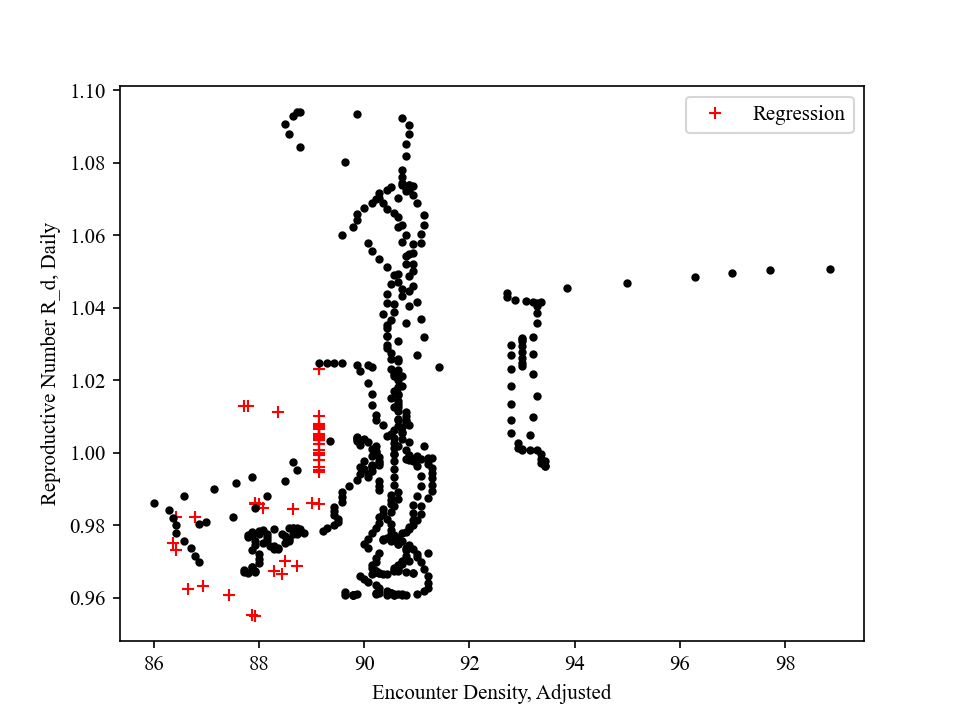 1.10
Regression
1.08
1.06
1.04
1.02
1.00
0.98
0.96
Reproductive Number R_d, Daily
86 88 90 92 94 96 98
Encounter Density, Adjusted